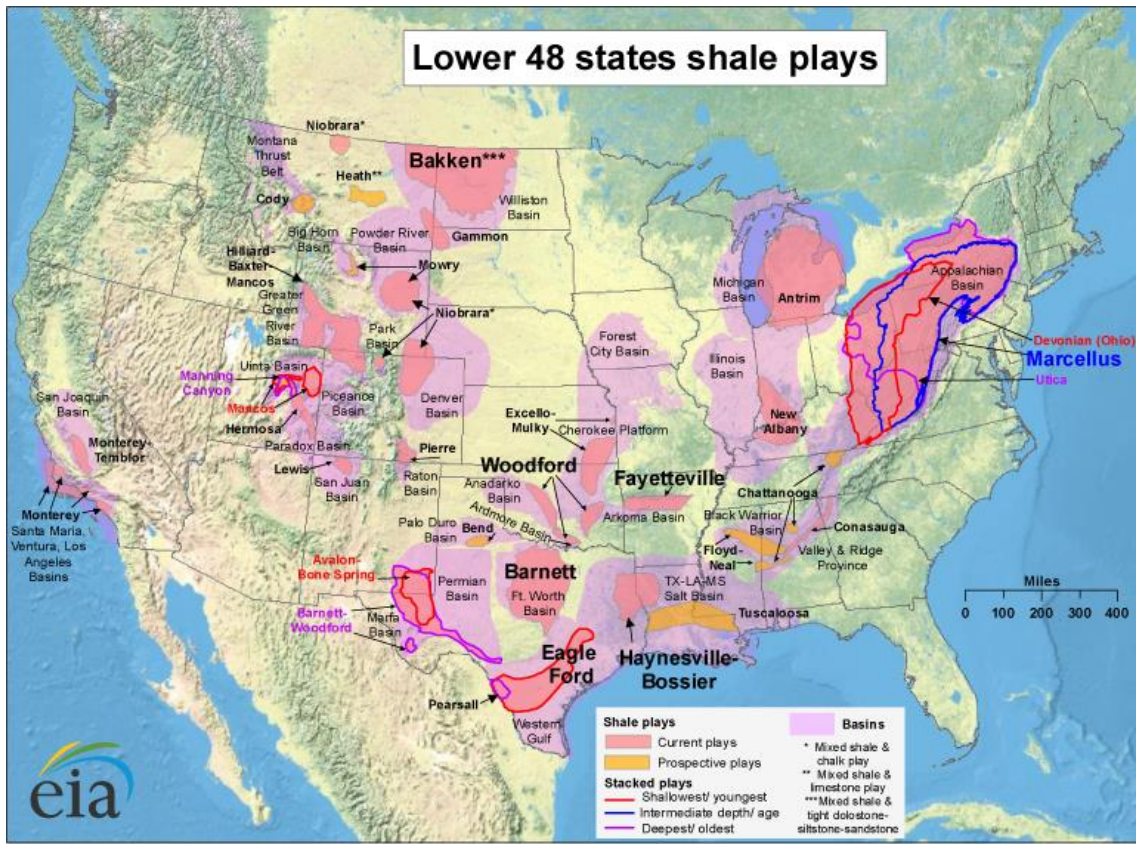 Lower 48 states shale plays
Niobrara*
Montana
Thrust
Belt
Bakken***
Heath**
Cody
Williston
Basin
Big Horn
Basin
Powder River
Basin
Gammon
Hilliard-
Baxter-
Mancos
Mowry
Greater
Green
River
Basin
Niobrara*
Park
Basin
Michigan
Basin
Antrim
Appalachian
Basin
Devonian (Ohio)
Marcellus
Utica
Forest
City Basin
Illinois
Basin
Uinta Basin
Manning
Canyon
Mancos
Piceance
Basin
Denver
Basin
Hermosa
San Joaquin
Basin
Monterey-
Temblor
Paradox Basin
Excello-
Mulky
Cherokee Platform
New
Albany
Pierre
Lewis
San Juan
Basin
Raton
Basin
Woodford
Anadarko
Basin
Fayetteville
Arkoma Basin
Ardmore Basin
Chattanooga
Black Warrior
Basin
Conasauga
Monterey
Santa Maria,
Ventura, Los
Angeles
Basins
Palo Duro
Basin
Bend
Floyd-
Neal
Valley & Ridge
Province
Avalon-
Bone Spring
Permian
Basin
Barnett
Ft. Worth
Basin
TX-LA-MS
Salt Basin
Tuscaloosa
Miles
0 100 200 300 400
Barnett-
Woodford
Marfa
Basin
Eagle
Ford
Haynesville-
Bossier
Pearsall
Western
Gulf
Shale plays
Current plays
Prospective plays
Stacked plays
Shallowest/ youngest
Intermediate depth/ age
Deepest/ oldest
Basins
* Mixed shale &
chalk play
** Mixed shale &
limestone play
***Mixed shale &
tight dolostone-
siltstone-sandstone
eia